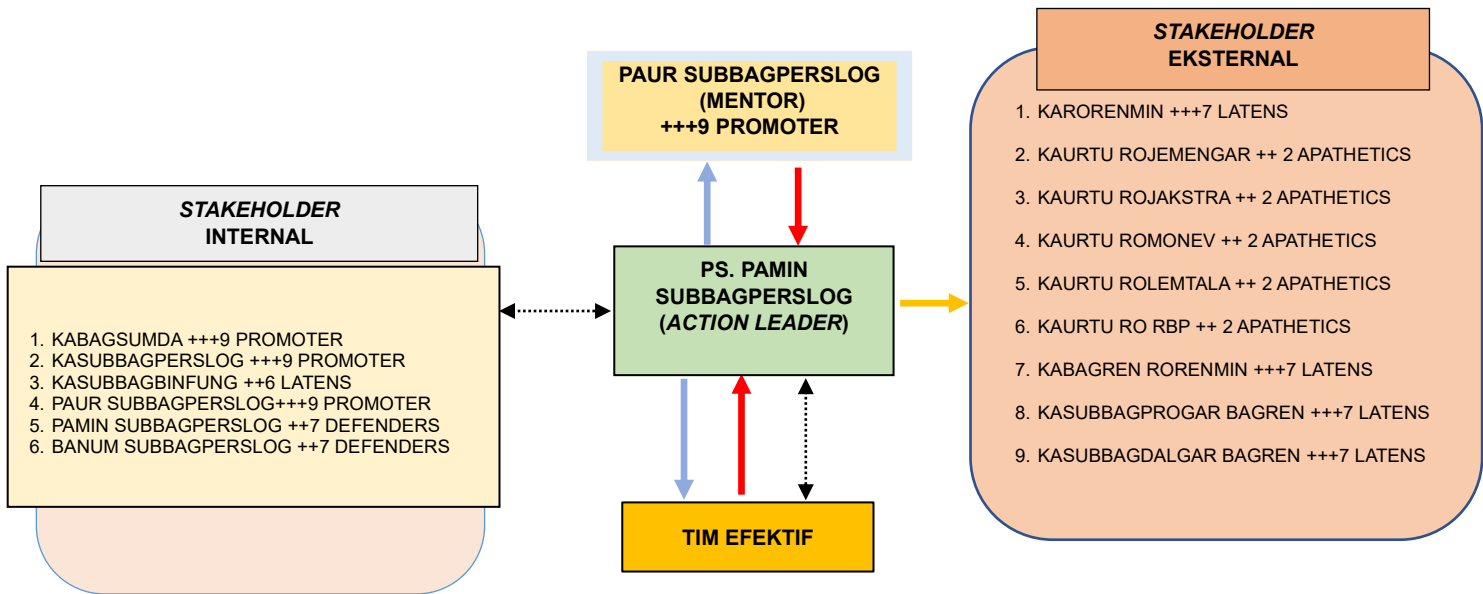 STAKEHOLDER
INTERNAL
1. KABAGSUMDA +++9 PROMOTER
2. KASUBBAGPERSLOG +++9 PROMOTER
3. KASUBBAGBINFUNG ++6 LATENS
4. PAUR SUBBAGPERSLOG+++9 PROMOTER
5. PAMIN SUBBAGPERSLOG ++7 DEFENDERS
6. BANUM SUBBAGPERSLOG ++7 DEFENDERS
PAUR SUBBAGPERSLOG
(MENTOR)
+++9 PROMOTER
PS. PAMIN
SUBBAGPERSLOG
(ACTION LEADER)
TIM EFEKTIF
STAKEHOLDER
EKSTERNAL
1. KARORENMIN +++7 LATENS
2. KAURTU ROJEMENGAR ++ 2 APATHETICS
3. KAURTU ROJAKSTRA ++ 2 APATHETICS
4. KAURTU ROMONEV ++ 2 APATHETICS
5. KAURTU ROLEMTALA ++ 2 APATHETICS
6. KAURTU RO RBP ++ 2 APATHETICS
7. KABAGREN RORENMIN +++7 LATENS
8. KASUBBAGPROGAR BAGREN +++7 LATENS
9. KASUBBAGDALGAR BAGREN +++7 LATENS